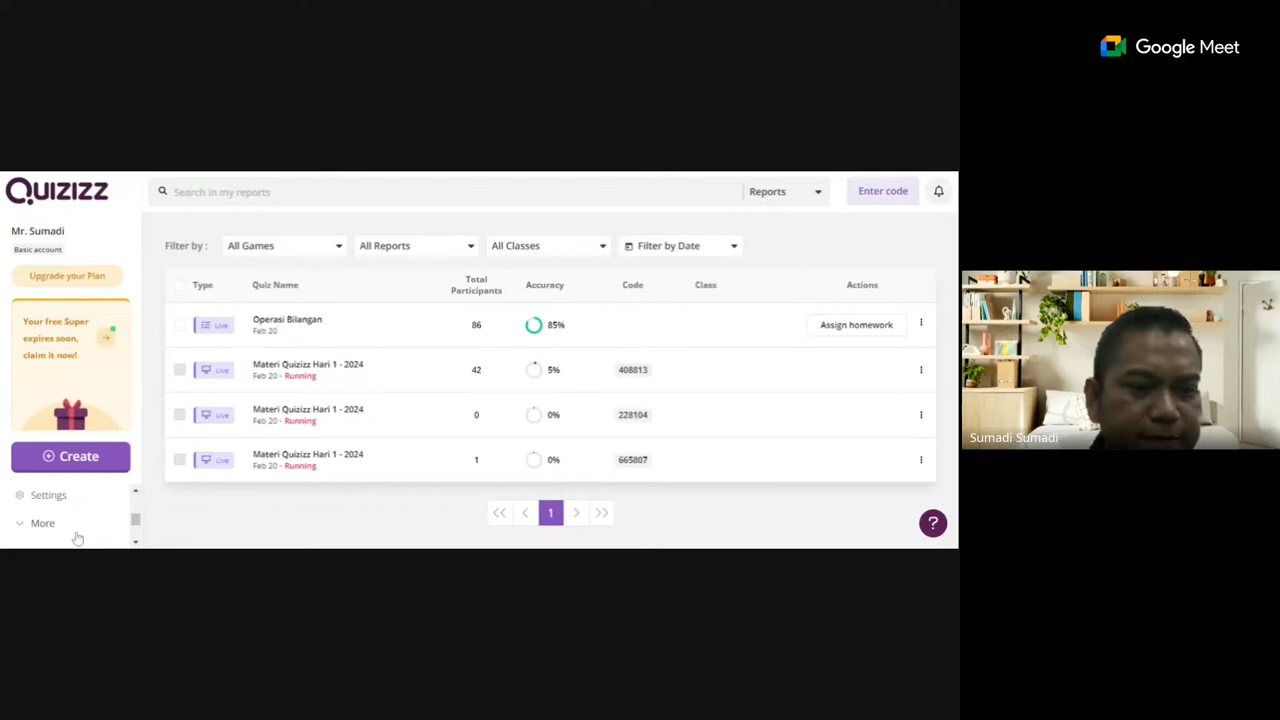 Google Meet
QUIZIZZ
Search in my reports
Reports
Enter code
Mr. Sumadi
Basic account
Upgrade your Plan
Your free Super
expires soon,
claim it now!
Create
Settings
More
Filter by :
All Games
All Reports
All Classes
Filter by Date
Type
Quiz Name
Total
Participants
Accuracy
Code
Class
Actions
Live
Operasi Bilangan
Feb 20
86
85%
Assign homework
Live
Materi Quizizz Hari 1 - 2024
Feb 20 - Running
42
5%
408813
Live
Materi Quizizz Hari 1 - 2024
Feb 20 - Running
0
0%
228104
Live
Materi Quizizz Hari 1 - 2024
Feb 20 - Running
1
0%
665807
<< < 1 > >>
?
Sumadi Sumadi